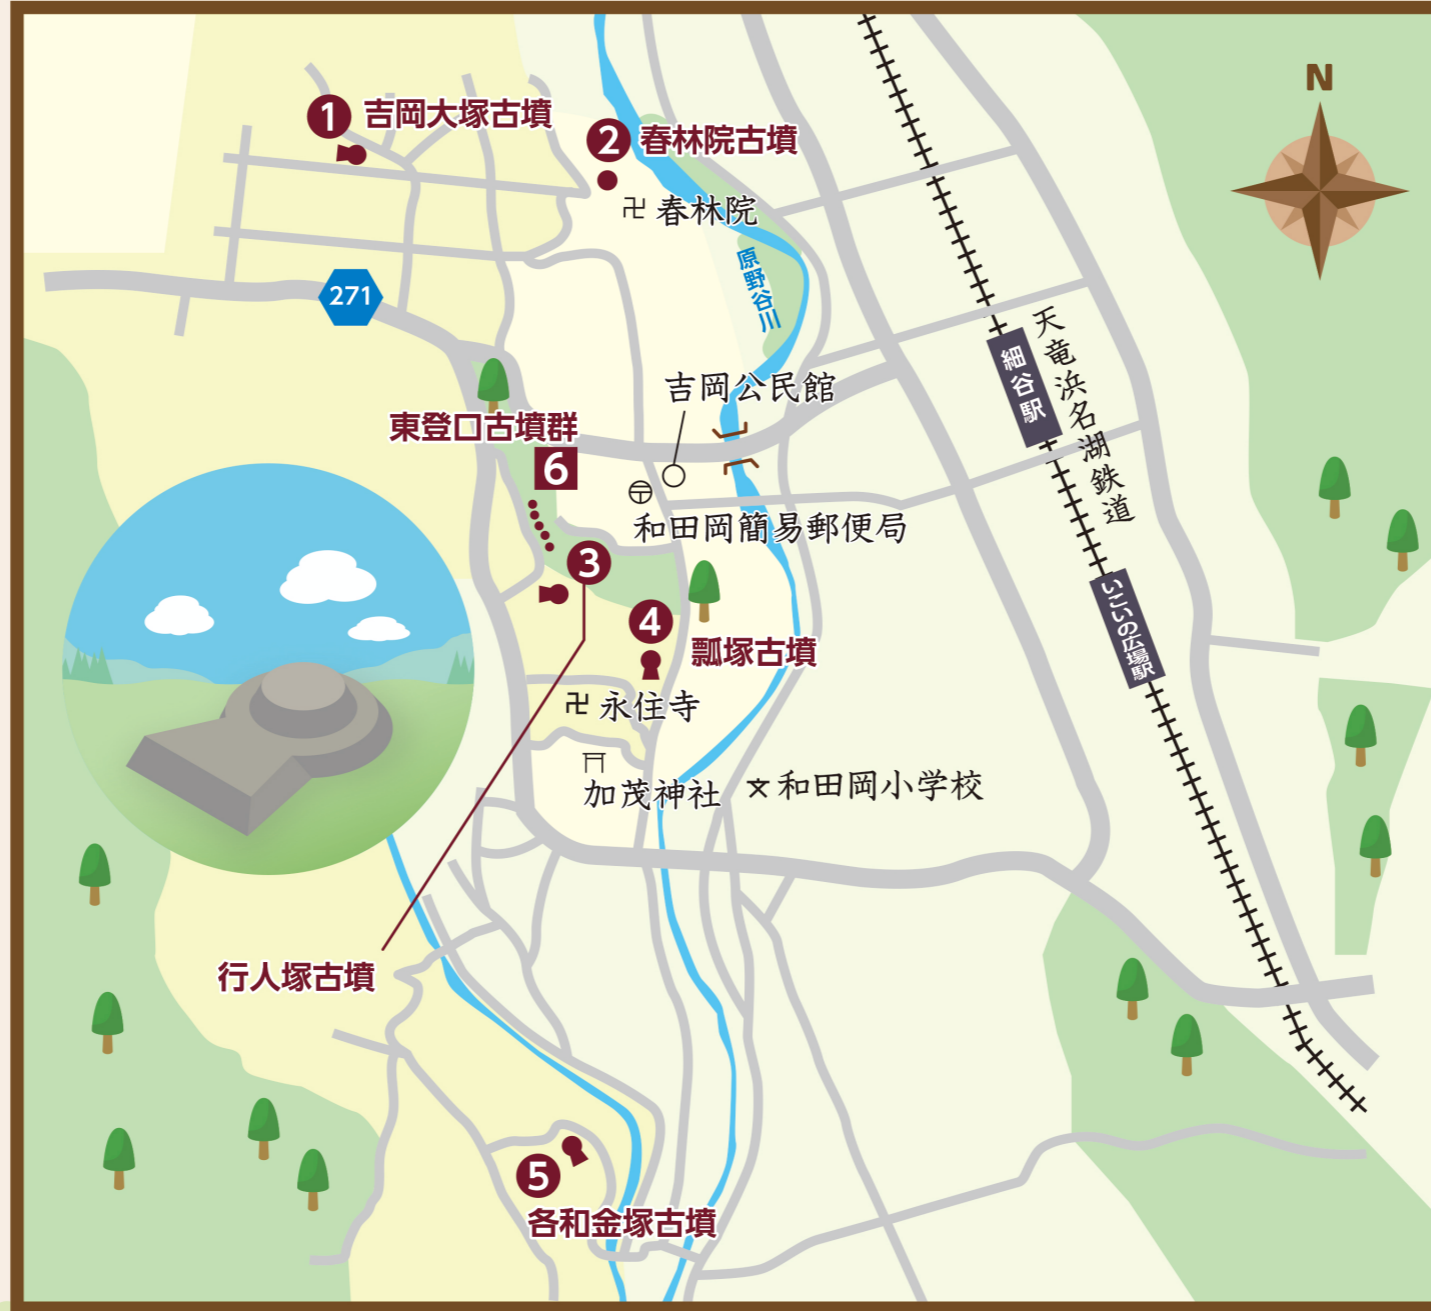 N
1 吉岡大塚古墳
2 春林院古墳
卍 春林院
原野谷川
271
天竜浜名湖鉄道
細谷駅
吉岡公民館
東登口古墳群
6
〒
和田岡簡易郵便局
3
いこいの広場駅
4
瓢塚古墳
卍 永住寺
加茂神社
文 和田岡小学校
行人塚古墳
5
各和金塚古墳